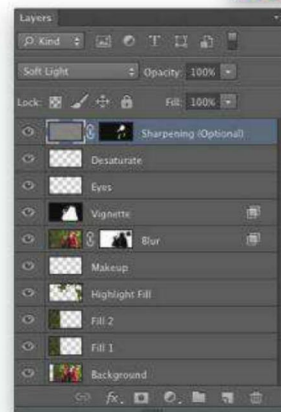 Layers
Kind
T
Soft Light Opacity: 100%
Lock: Fill: 100%
Sharpening (Optional)
Desaturate
Eyes
Vignette
Blur
Makeup
Highlight Fill
Fill 2
Fill 1
Background
fx.